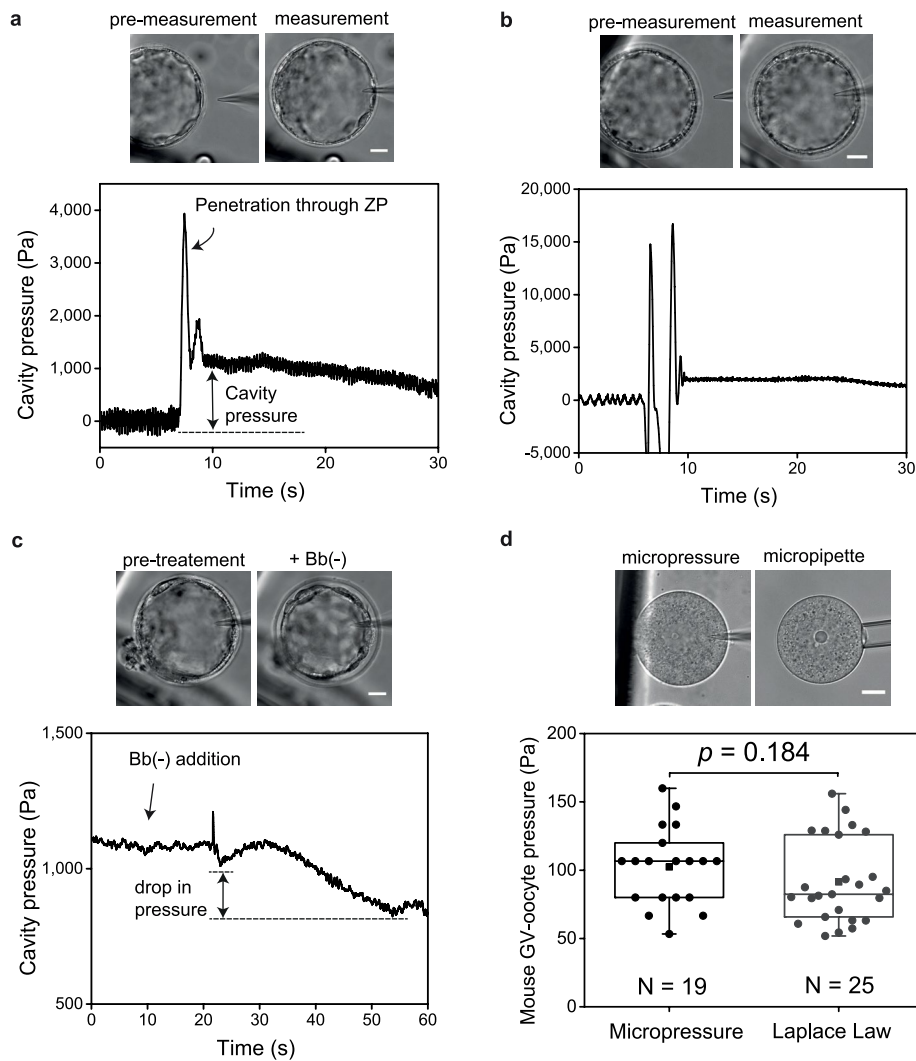 a
pre-measurement measurement
Cavity pressure (Pa)
4,000
3,000
2,000
1,000
0
Penetration through ZP
Cavity
pressure
0 10 20 30
Time (s)
b
pre-measurement measurement
Cavity pressure (Pa)
20,000
15,000
10,000
5,000
0
-5,000
0 10 20 30
Time (s)
c
pre-treatement + Bb(-)
Cavity pressure (Pa)
1,500
1,000
500
Bb(-) addition
drop in
pressure
0 10 20 30 40 50 60
Time (s)
d
micropressure micropipette
Mouse GV-oocyte pressure (Pa)
200
150
100
50
0
p = 0.184
N = 19 N = 25
Micropressure Laplace Law